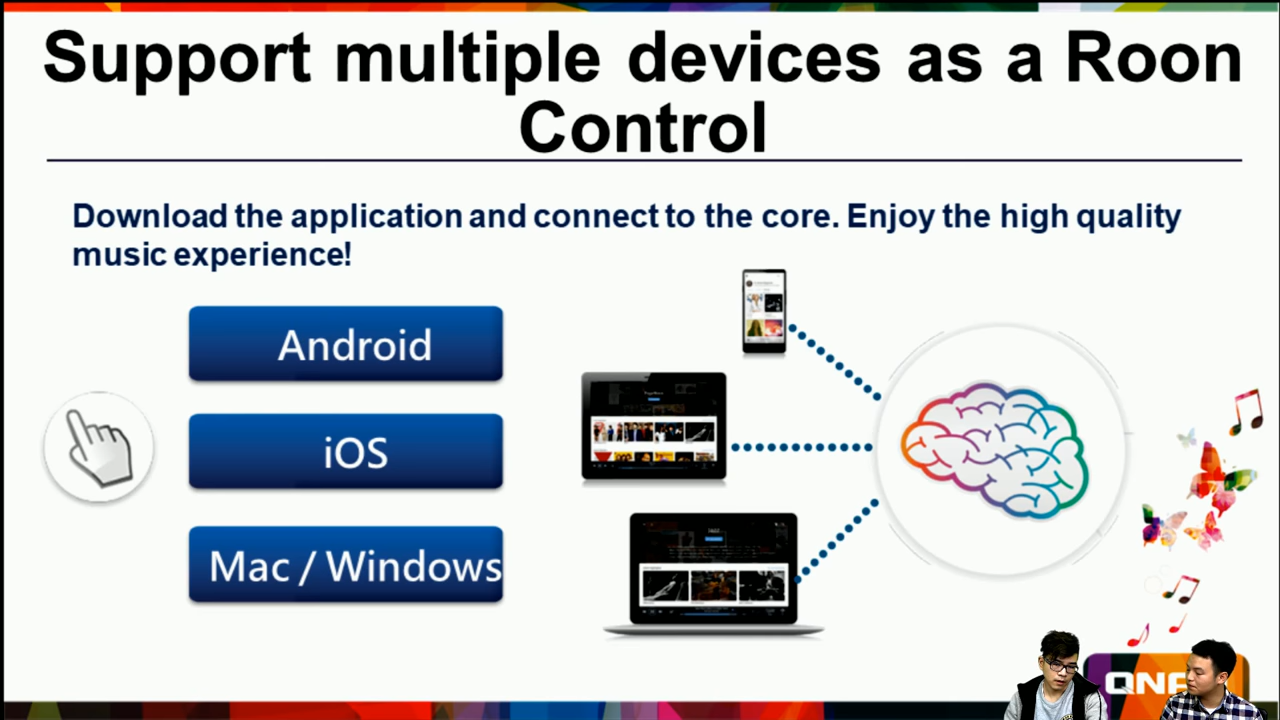 Support multiple devices as a Roon
Control
Download the application and connect to the core. Enjoy the high quality
music experience!
Android
iOS
Mac / Windows